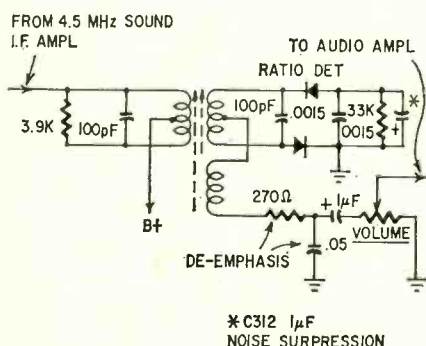 FROM 4.5 MHz SOUND
I.F. AMPL
TO AUDIO AMPL
RATIO DET
*
3.9K
100pF
100pF
.0015
33K
.0015
+
B+
270Ω
+ 1µF
VOLUME
DE-EMPHASIS
.05
*C312 1µF
NOISE SURPRESSION